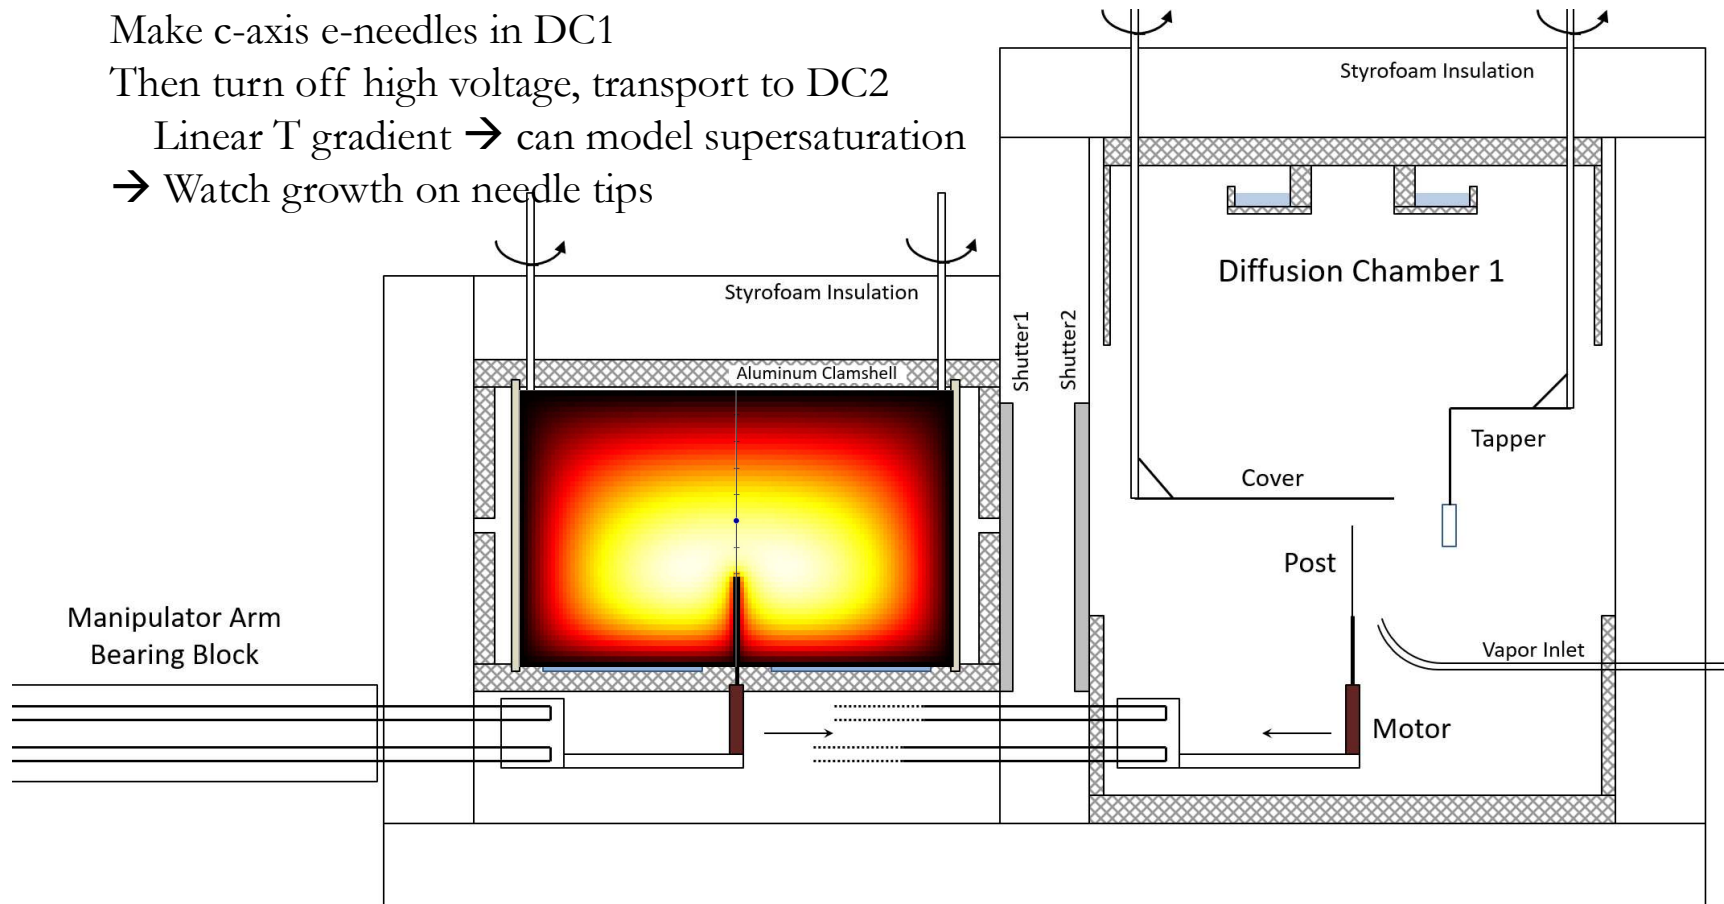 Make c-axis e-needles in DC1
Then turn off high voltage, transport to DC2
Linear T gradient → can model supersaturation
→ Watch growth on needle tips
Styrofoam Insulation
Diffusion Chamber 1
Styrofoam Insulation
Shutter1
Shutter2
Aluminum Clamshell
Tapper
Cover
Post
Manipulator Arm
Bearing Block
Vapor Inlet
Motor